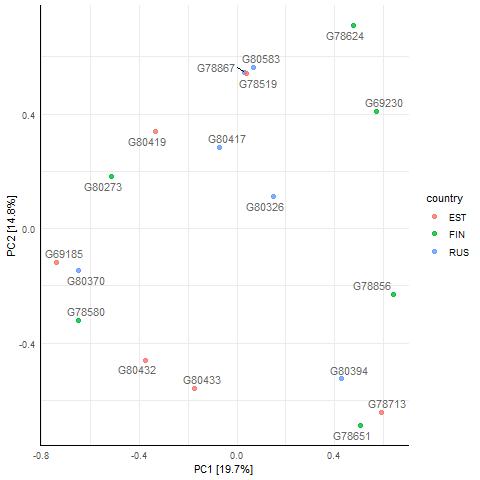 G78624
G80583
G78867
G78519
G69230
0.4
G80419
G80417
G80273
G80326
country
EST
FIN
RUS
PC2 [14.8%]
0.0
G69185
G80370
G78856
G78580
-0.4
G80432
G80433
G80394
G78713
G78651
-0.8
-0.4
0.0
0.4
PC1 [19.7%]